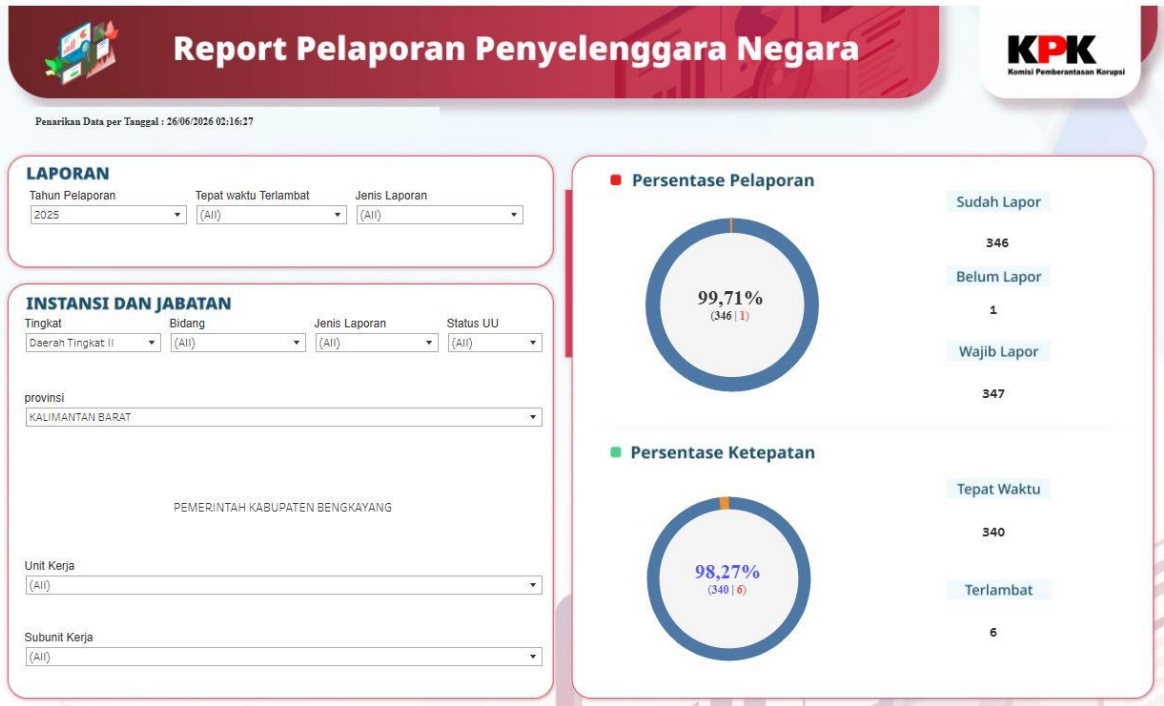 Report Pelaporan Penyelenggara Negara
KPK
Komisi Pemberantasan Korupsi
Penarikan Data per Tanggal : 26/06/2026 02:16:27
LAPORAN
Tahun Pelaporan Tepat waktu Terlambat Jenis Laporan
2025 (All) (All)
INSTANSI DAN JABATAN
Tingkat Bidang Jenis Laporan Status UU
Daerah Tingkat II (All) (All) (All)
provinsi
KALIMANTAN BARAT
PEMERINTAH KABUPATEN BENGKAYANG
Unit Kerja
(All)
Subunit Kerja
(All)
Persentase Pelaporan
99,71%
(346 | 1)
Sudah Lapor
346
Belum Lapor
1
Wajib Lapor
347
Persentase Ketepatan
98,27%
(340 | 6)
Tepat Waktu
340
Terlambat
6